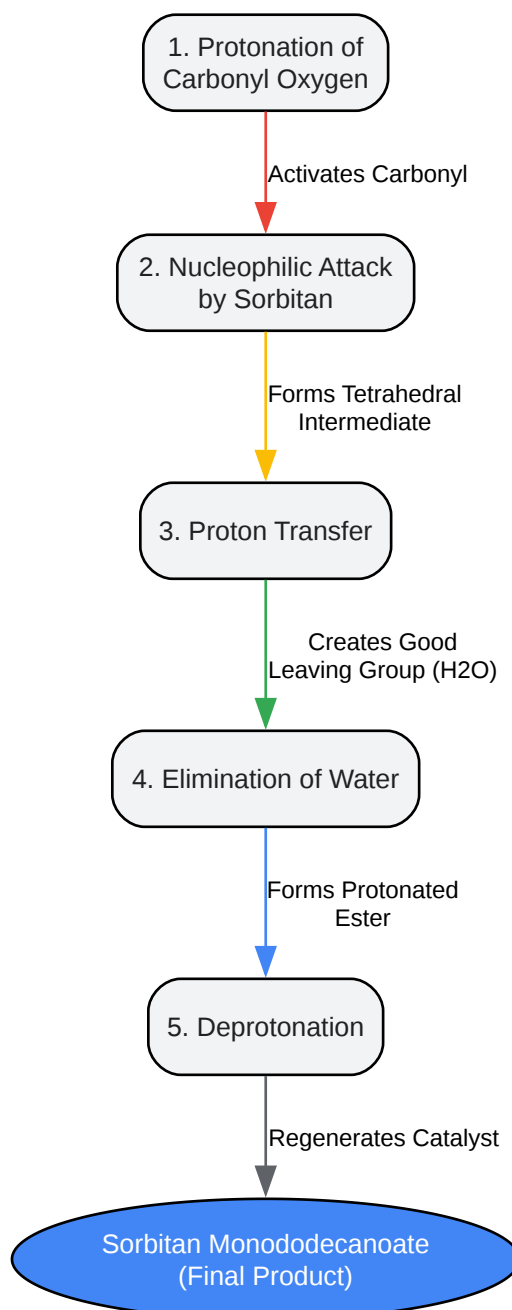 1. Protonation of
Carbonyl Oxygen
Activates Carbonyl
2. Nucleophilic Attack
by Sorbitan
Forms Tetrahedral
Intermediate
3. Proton Transfer
Creates Good
Leaving Group (H2O)
4. Elimination of Water
Forms Protonated
Ester
5. Deprotonation
Regenerates Catalyst
Sorbitan Monododecanoate
(Final Product)